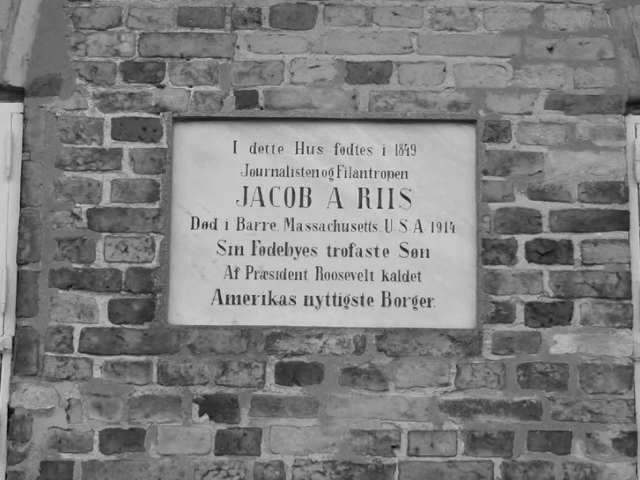 I dette Hus fødtes i 1849
Journalisten og Filantropen
JACOB A RIIS
Død i Barre. Massachusetts. U S A 1914
Sin Fødebyes trofaste Søn
Af Præsident Roosevelt kaldet
Amerikas nyttigste Borger.